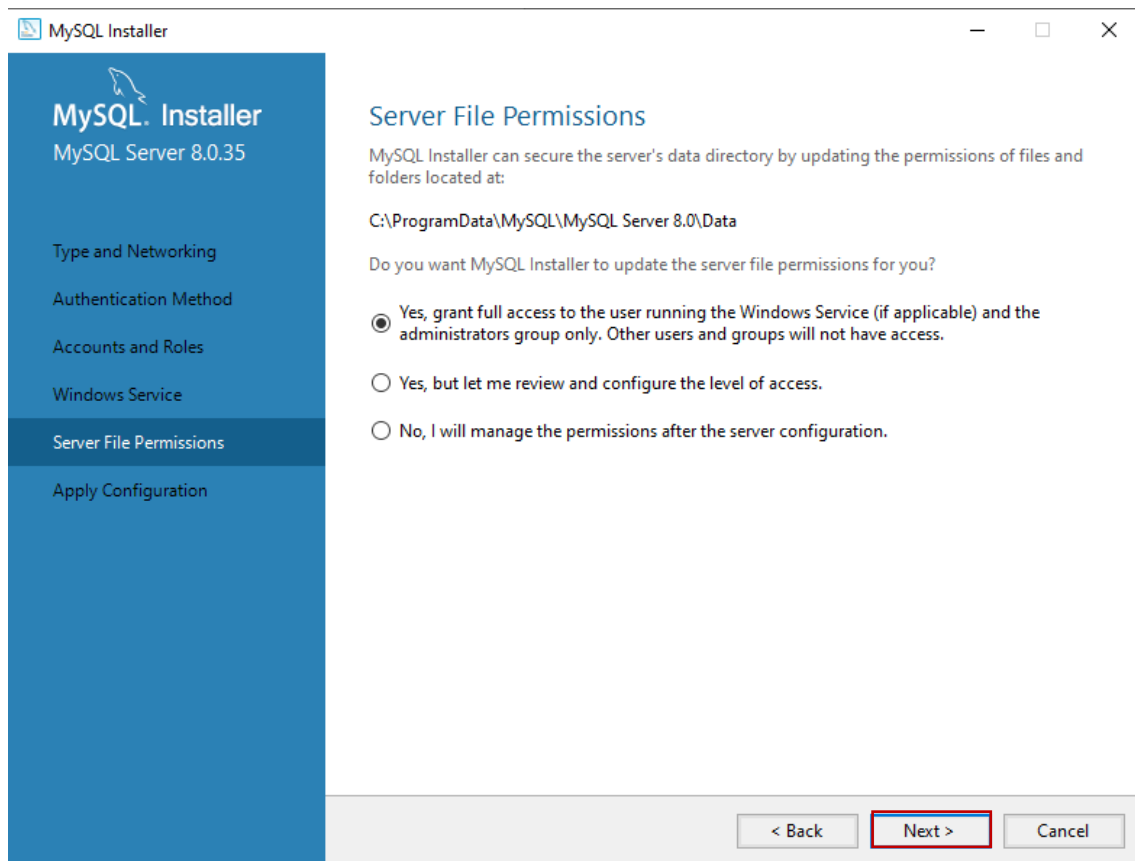 MySQL Installer
MySQL. Installer
MySQL Server 8.0.35
Type and Networking
Authentication Method
Accounts and Roles
Windows Service
Server File Permissions
Apply Configuration
Server File Permissions
MySQL Installer can secure the server's data directory by updating the permissions of files and
folders located at:
C:\ProgramData\MySQL\MySQL Server 8.0\Data
Do you want MySQL Installer to update the server file permissions for you?
Yes, grant full access to the user running the Windows Service (if applicable) and the
administrators group only. Other users and groups will not have access.
Yes, but let me review and configure the level of access.
No, I will manage the permissions after the server configuration.
< Back
Next >
Cancel